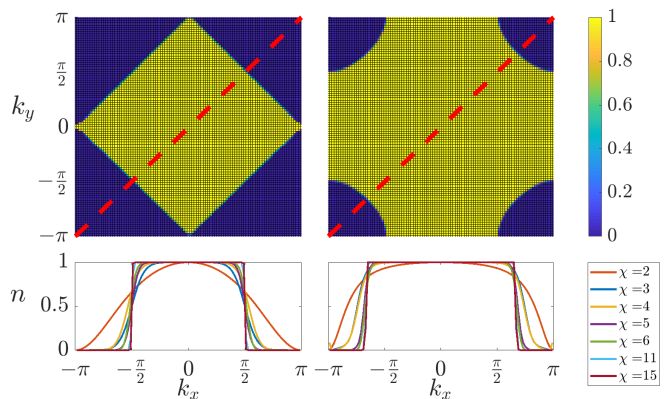 π
π/2
k_y
0
−π/2
−π
1
0.8
0.6
0.4
0.2
0
1
n 0.5
0
−π −π/2 0 π/2 π
k_x
−π −π/2 0 π/2 π
k_x
χ=2
χ=3
χ=4
χ=5
χ=6
χ=11
χ=15